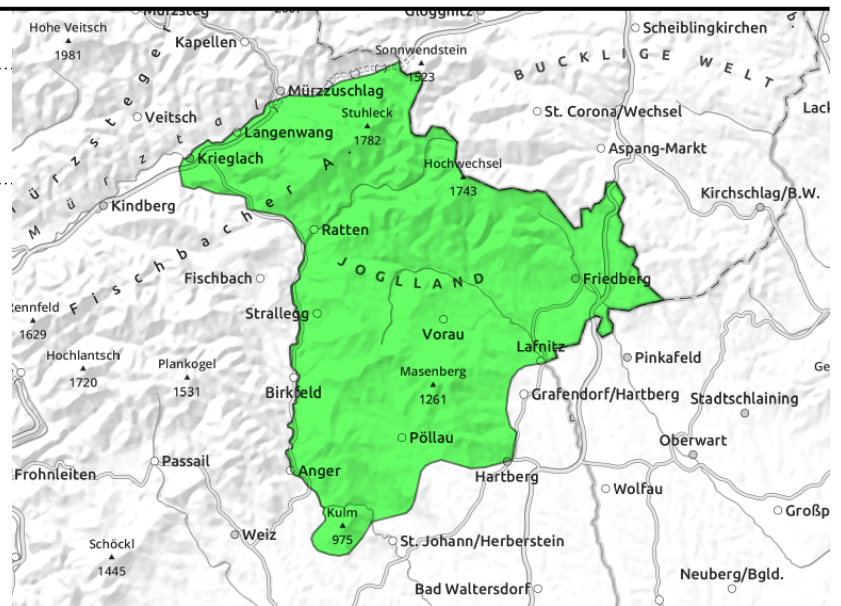 Mürzsteg
Gloggnitz
Hohe Veitsch
1981
Kapellen
Scheiblingkirchen
Sonnwendstein
1523
BUCKLIGE WELT
Mürzzuschlag
Stuhleck
1782
Veitsch
St. Corona/Wechsel
Langenwang
Krieglach
Aspang-Markt
Hochwechsel
1743
Kirchschlag/B.W.
Kindberg
Mürztal
Fischbacher A.
Ratten
JOGLLAND
Fischbach
Friedberg
Strallegg
Vorau
1629
Lafnitz
Pinkafeld
Hochlantsch
1720
Plankogel
1531
Masenberg
1261
Birkfeld
Grafendorf/Hartberg
Stadtschlaining
Pöllau
Oberwart
Passail
Anger
Hartberg
Frohnleiten
Wolfau
Kulm
975
Weiz
St. Johann/Herberstein
Schöckl
1445
Neuberg/Bgld.
Bad Waltersdorf